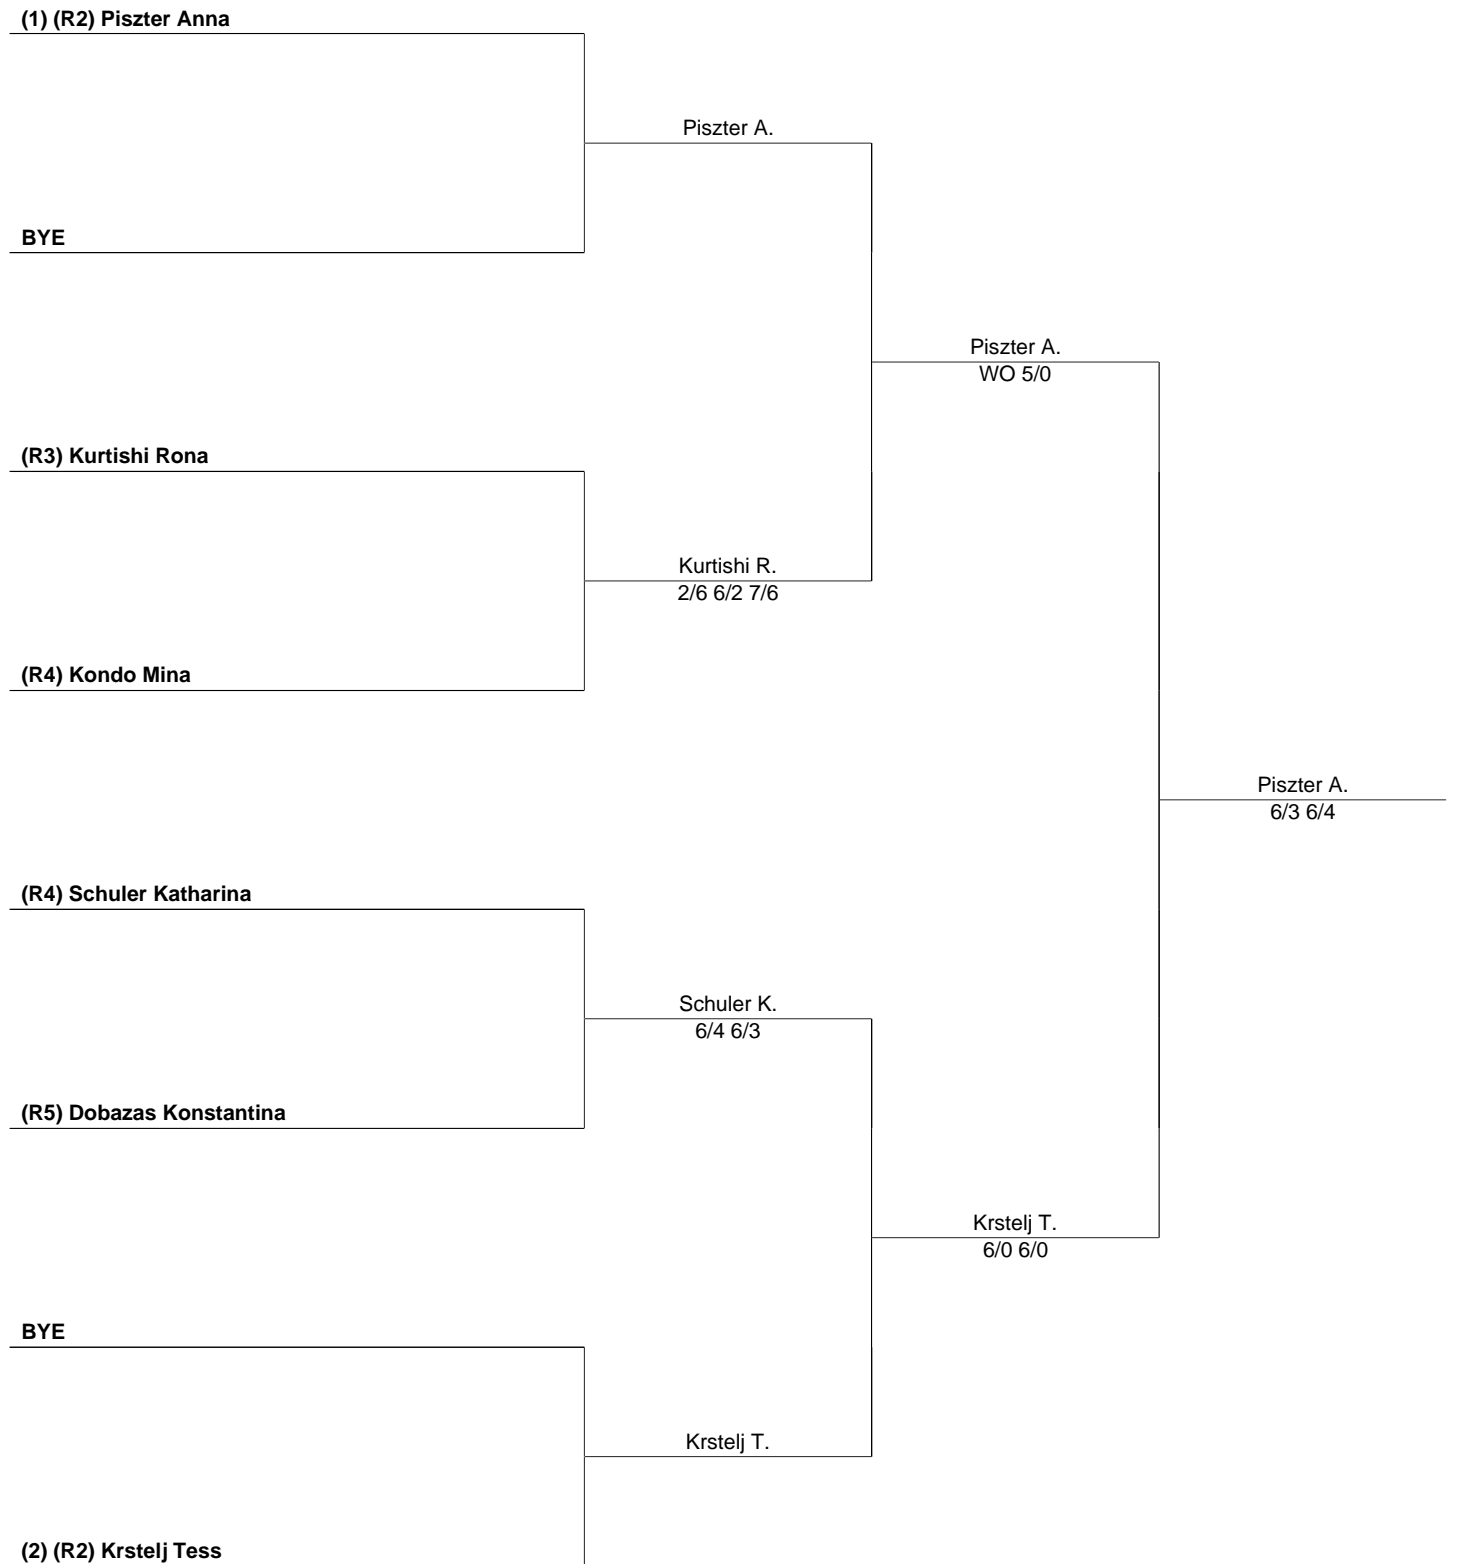 (1) (R2) Piszter Anna
Piszter A.
BYE
Piszter A.
WO 5/0
(R3) Kurtishi Rona
Kurtishi R.
2/6 6/2 7/6
(R4) Kondo Mina
Piszter A.
6/3 6/4
(R4) Schuler Katharina
Schuler K.
6/4 6/3
(R5) Dobazas Konstantina
Krstelj T.
6/0 6/0
BYE
Krstelj T.
(2) (R2) Krstelj Tess